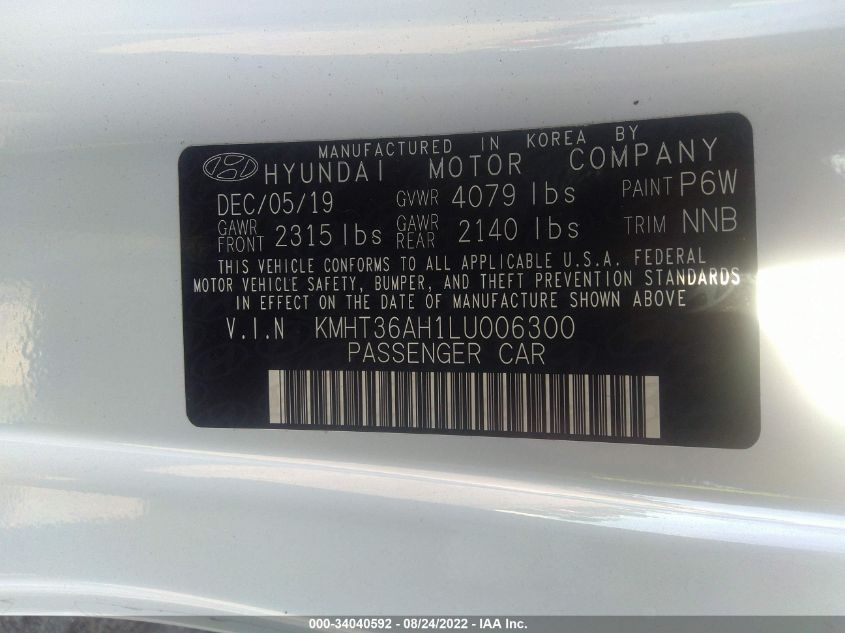 MANUFACTURED IN KOREA BY
HYUNDAI MOTOR COMPANY
DEC/05/19 GVWR 4079 lbs PAINT P6W
GAWR FRONT 2315 lbs GAWR REAR 2140 lbs TRIM NNB
THIS VEHICLE CONFORMS TO ALL APPLICABLE U.S.A. FEDERAL
MOTOR VEHICLE SAFETY, BUMPER, AND THEFT PREVENTION STANDARDS
IN EFFECT ON THE DATE OF MANUFACTURE SHOWN ABOVE
V.I.N KMHT36AH1LU006300
PASSENGER CAR
000-34040592 - 08/24/2022 - IAA Inc.